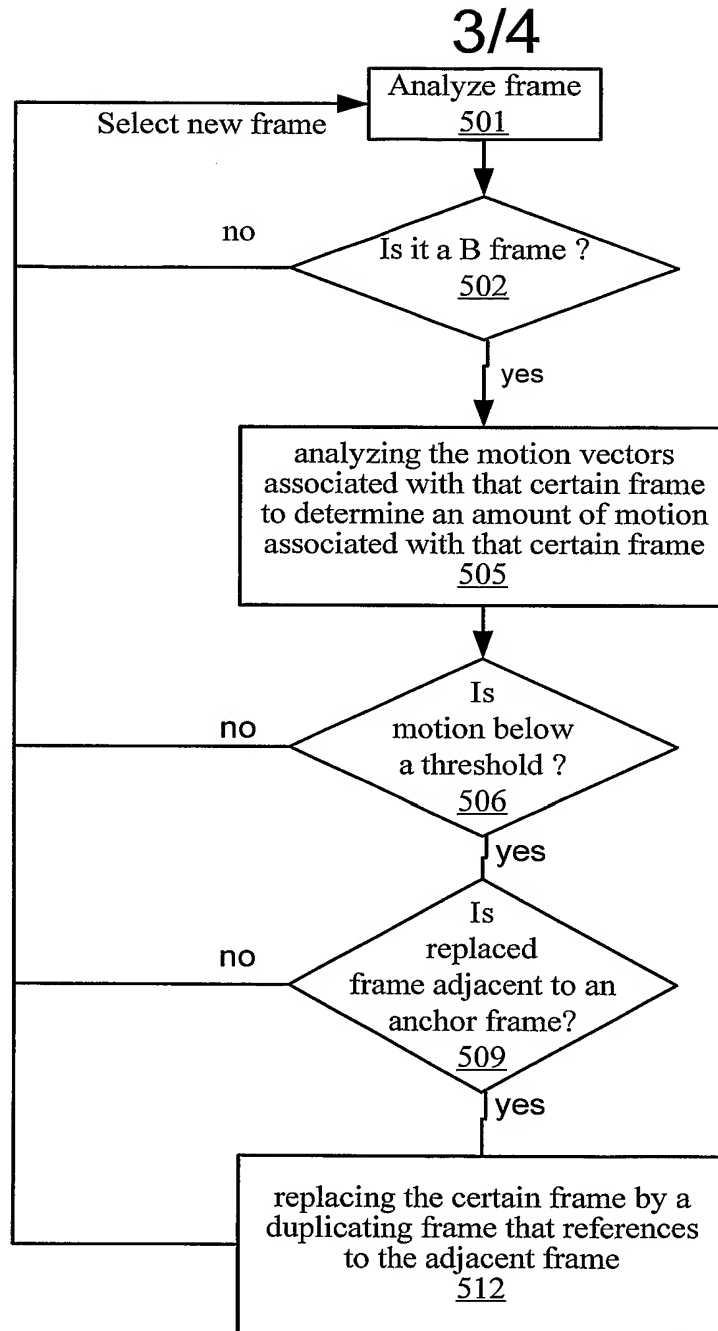 3/4
Analyze frame
501
Select new frame
no
Is it a B frame ?
502
yes
analyzing the motion vectors
associated with that certain frame
to determine an amount of motion
associated with that certain frame
505
no
Is
motion below
a threshold ?
506
yes
no
Is
replaced
frame adjacent to an
anchor frame?
509
yes
replacing the certain frame by a
duplicating frame that references
to the adjacent frame
512